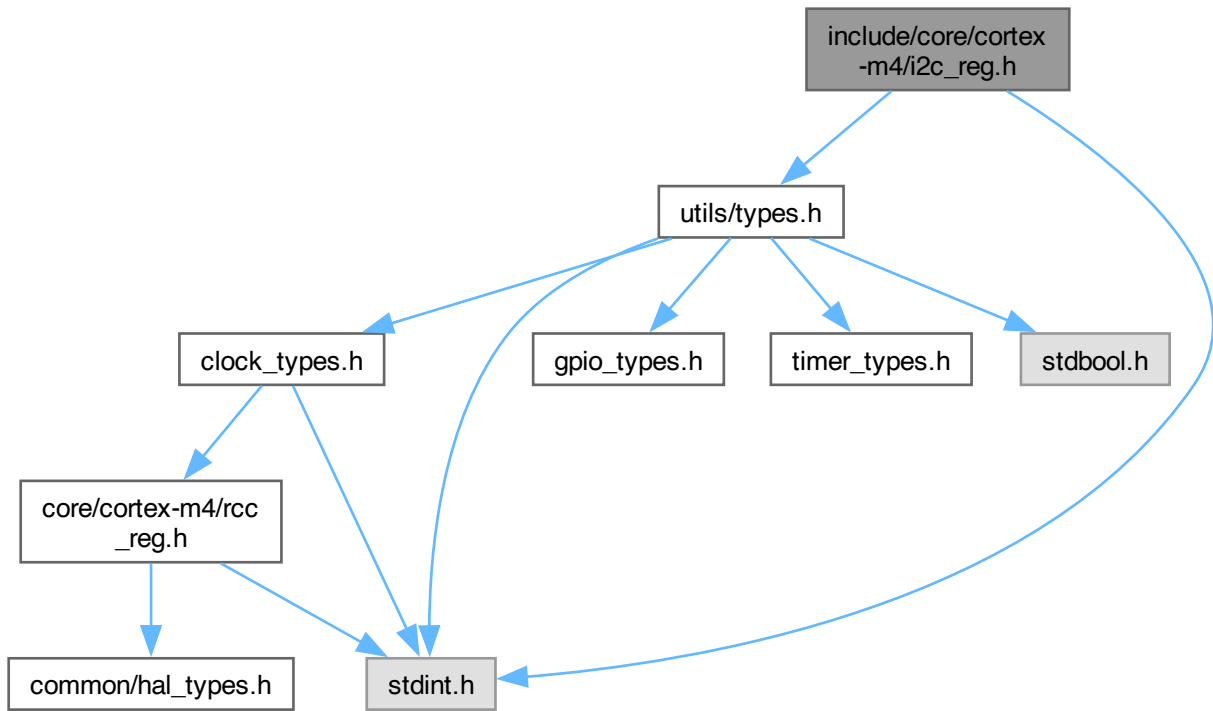 include/core/cortex
-m4/i2c_reg.h
utils/types.h
clock_types.h
gpio_types.h
timer_types.h
stdbool.h
core/cortex-m4/rcc
_reg.h
common/hal_types.h
stdint.h